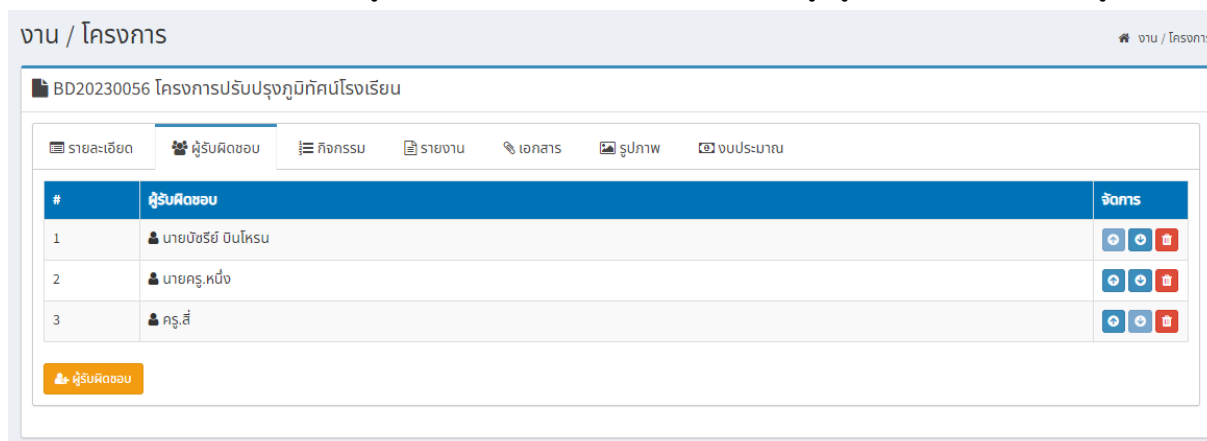 งาน / โครงการ
งาน / โครงการ
BD20230056 โครงการปรับปรุงภูมิทัศน์โรงเรียน
รายละเอียด ผู้รับผิดชอบ กิจกรรม รายงาน เอกสาร รูปภาพ งบประมาณ
# ผู้รับผิดชอบ จัดการ
1 นายบัซรีย์ บินโหรน
2 นายครู.หนึ่ง
3 ครู.สี่
ผู้รับผิดชอบ